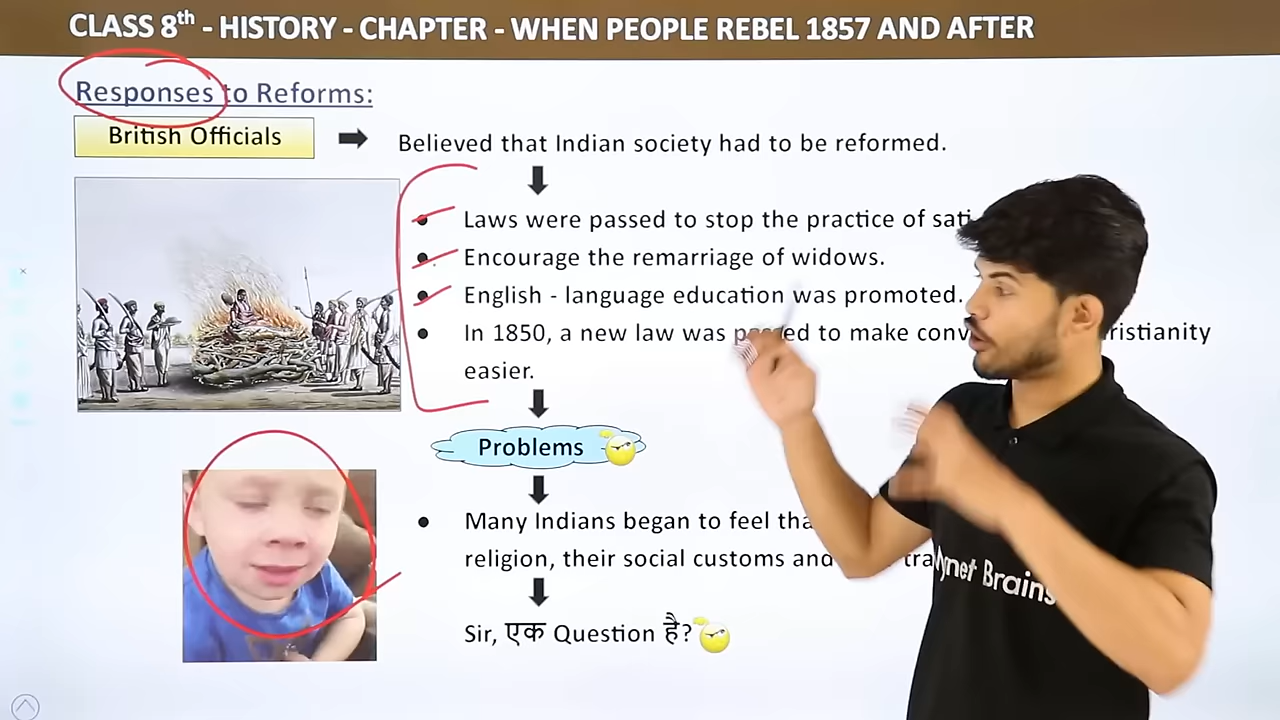 CLASS 8th - HISTORY - CHAPTER - WHEN PEOPLE REBEL 1857 AND AFTER
Responses to Reforms:
British Officials
Believed that Indian society had to be reformed.
Laws were passed to stop the practice of sati
Encourage the remarriage of widows.
English - language education was promoted.
In 1850, a new law was to make
easier.
Problems
Many Indians began to feel
religion, their social customs and
Sir, एक Question है?
Brains